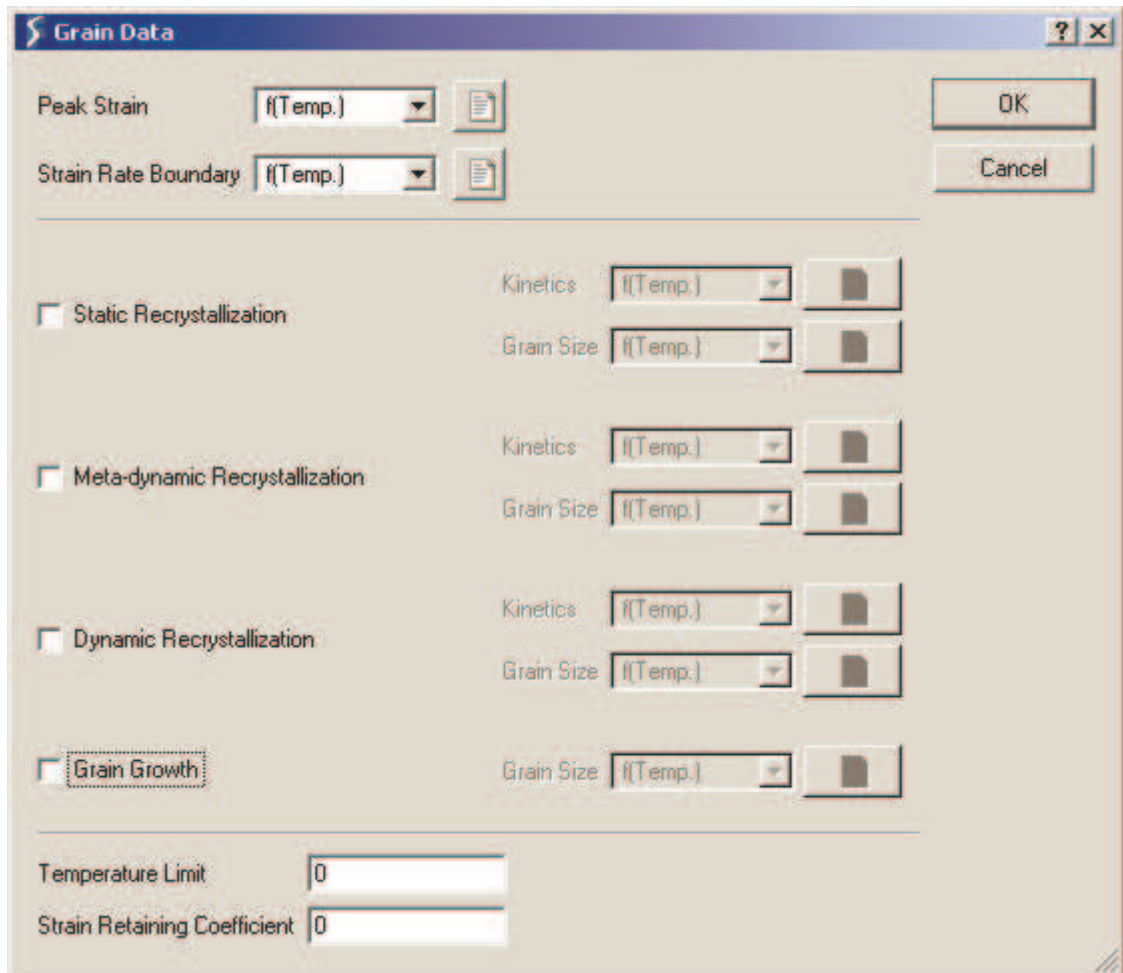 Grain Data
Peak Strain f(Temp.)
OK
Strain Rate Boundary f(Temp.)
Cancel
Kinetics f(Temp.)
Static Recrystallization
Grain Size f(Temp.)
Kinetics f(Temp.)
Meta-dynamic Recrystallization
Grain Size f(Temp.)
Kinetics f(Temp.)
Dynamic Recrystallization
Grain Size f(Temp.)
Grain Growth Grain Size f(Temp.)
Temperature Limit 0
Strain Retaining Coefficient 0